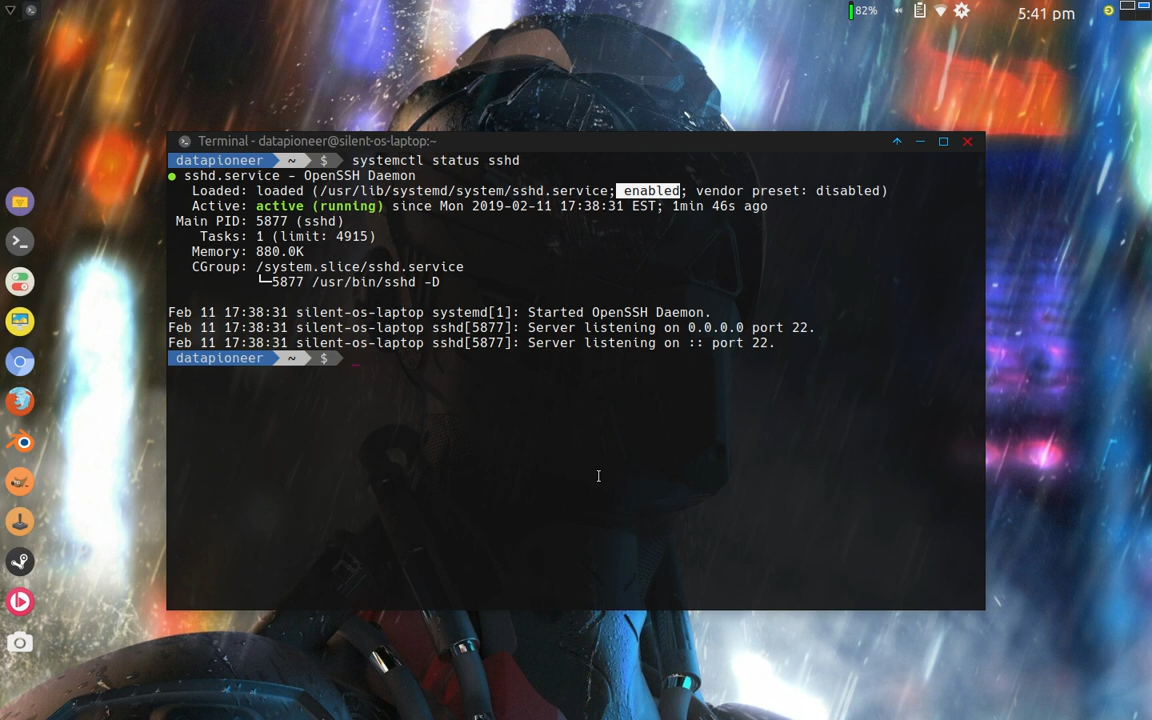 82%
5:41 pm
Terminal - datapioneer@silent-os-laptop:~
datapioneer ~ $ systemctl status sshd
● sshd.service - OpenSSH Daemon
Loaded: loaded (/usr/lib/systemd/system/sshd.service; enabled; vendor preset: disabled)
Active: active (running) since Mon 2019-02-11 17:38:31 EST; 1min 46s ago
Main PID: 5877 (sshd)
Tasks: 1 (limit: 4915)
Memory: 880.0K
CGroup: /system.slice/sshd.service
└─5877 /usr/bin/sshd -D
Feb 11 17:38:31 silent-os-laptop systemd[1]: Started OpenSSH Daemon.
Feb 11 17:38:31 silent-os-laptop sshd[5877]: Server listening on 0.0.0.0 port 22.
Feb 11 17:38:31 silent-os-laptop sshd[5877]: Server listening on :: port 22.
datapioneer ~ $ _